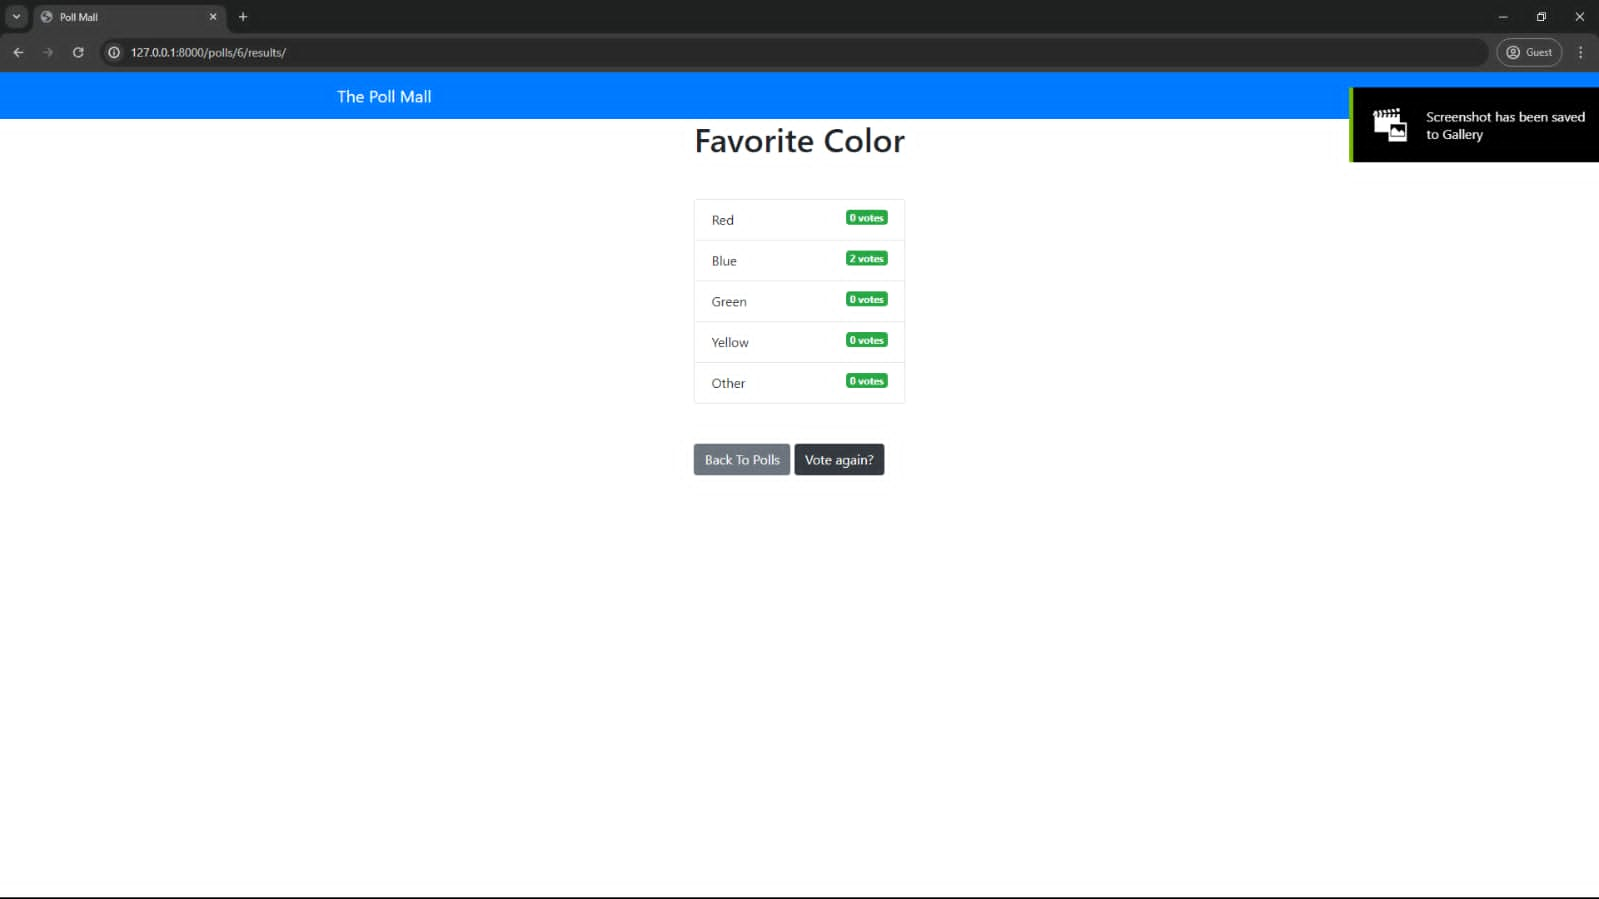 Poll Mall
127.0.0.1:8000/polls/6/results/
Guest
The Poll Mall
Screenshot has been saved
to Gallery
Favorite Color
Red 0 votes
Blue 2 votes
Green 0 votes
Yellow 0 votes
Other 0 votes
Back To Polls Vote again?